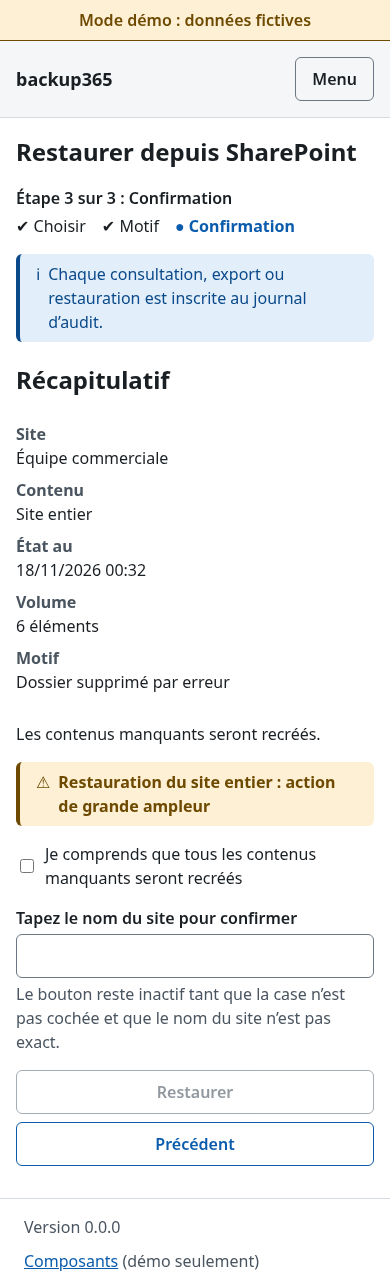 Mode démo : données fictives
backup365
Menu
Restaurer depuis SharePoint
Étape 3 sur 3 : Confirmation
✔ Choisir ✔ Motif ● Confirmation
i Chaque consultation, export ou
restauration est inscrite au journal
d’audit.
Récapitulatif
Site
Équipe commerciale
Contenu
Site entier
État au
18/11/2026 00:32
Volume
6 éléments
Motif
Dossier supprimé par erreur
Les contenus manquants seront recréés.
⚠ Restauration du site entier : action
de grande ampleur
Je comprends que tous les contenus
manquants seront recréés
Tapez le nom du site pour confirmer
Le bouton reste inactif tant que la case n’est
pas cochée et que le nom du site n’est pas
exact.
Restaurer
Précédent
Version 0.0.0
Composants (démo seulement)